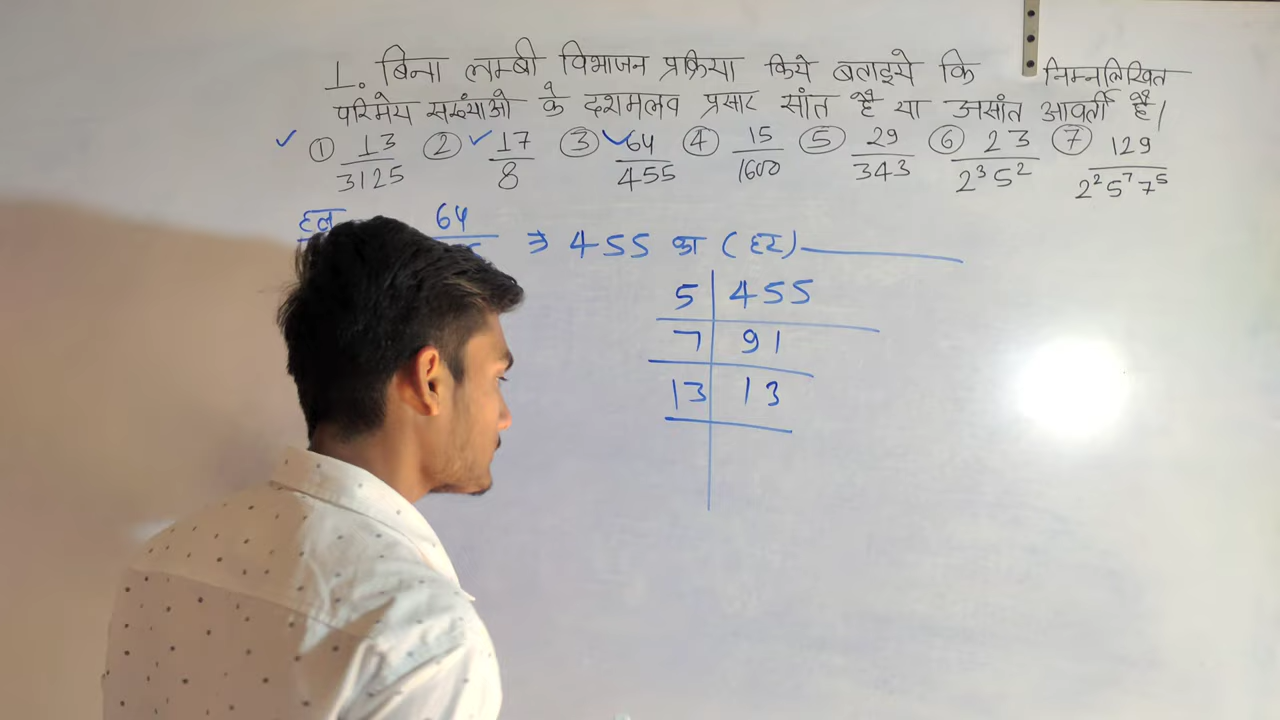 1. बिना लम्बी विभाजन प्रक्रिया किये बताइये कि निम्नलिखित
परिमेय सख्ंयाओ के दशमलव प्रसार सांत है या असांत आवर्ती है।
① 13/3125 ② 17/8 ③ 64/455 ④ 15/1600 ⑤ 29/343 ⑥ 23/2³5² ⑦ 129/2²5⁷7⁵
हल 64 ⇒ 455 का (हर)
5 | 455
7 | 91
13 | 13